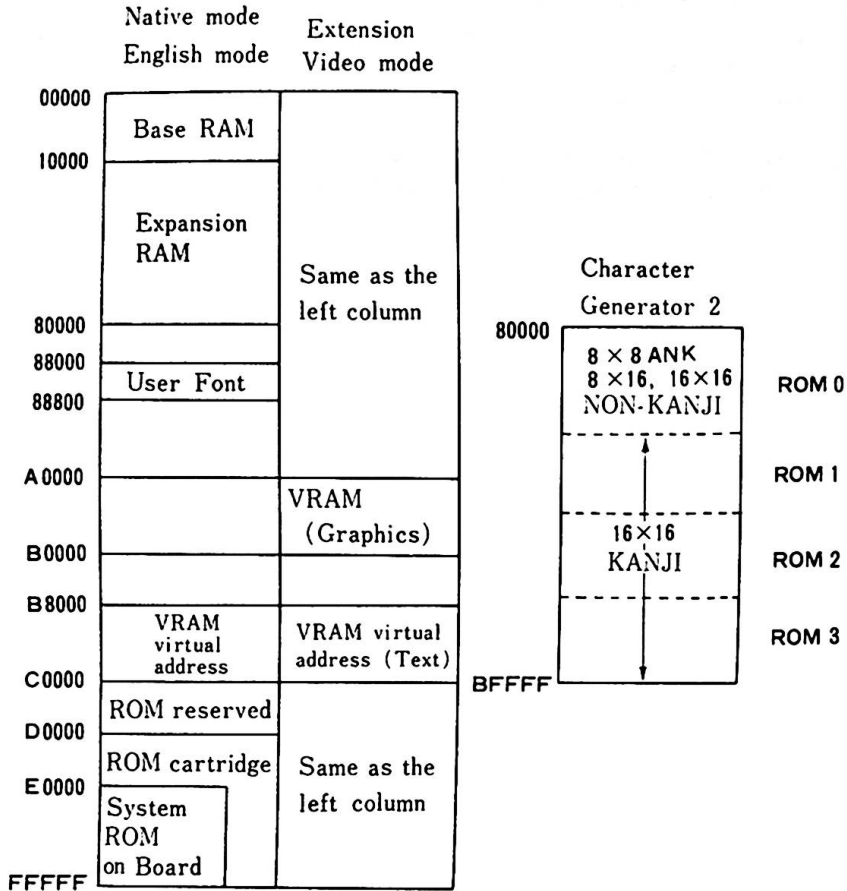 Native mode
English mode
Extension
Video mode
00000
Base RAM
10000
Expansion
RAM
Same as the
left column
80000
88000
User Font
88800
A0000
VRAM
(Graphics)
B0000
B8000
VRAM
virtual
address
VRAM virtual
address (Text)
C0000
ROM reserved
D0000
ROM cartridge
Same as the
left column
E0000
System
ROM
on Board
FFFFF
Character
Generator 2
80000
8 × 8 ANK
8 ×16, 16×16
NON-KANJI
ROM 0
ROM 1
16×16
KANJI
ROM 2
ROM 3
BFFFF